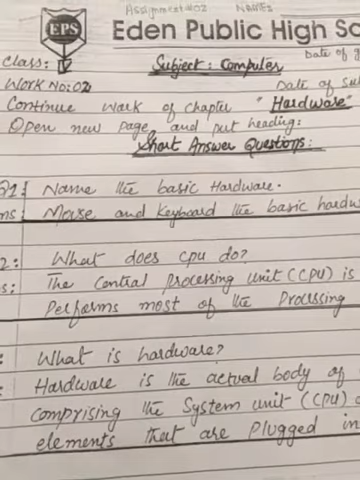 Assignment#02 NAME:
EPS
Eden Public High Sc
Date of g
Class: V Subject: Computer
Work No:02 Date of Sub
Continue Work of chapter "Hardware"
Open new page and put heading:
Short Answer Questions:
Q1: Name the basic Hardware.
ns: Mouse and Keyboard the basic hardw
2: What does cpu do?
s: The Central Processing unit (CPU) is
Performs most of the Processing
: What is hardware?
: Hardware is the actual body of
comprising the System unit (CPU) a
elements that are plugged in